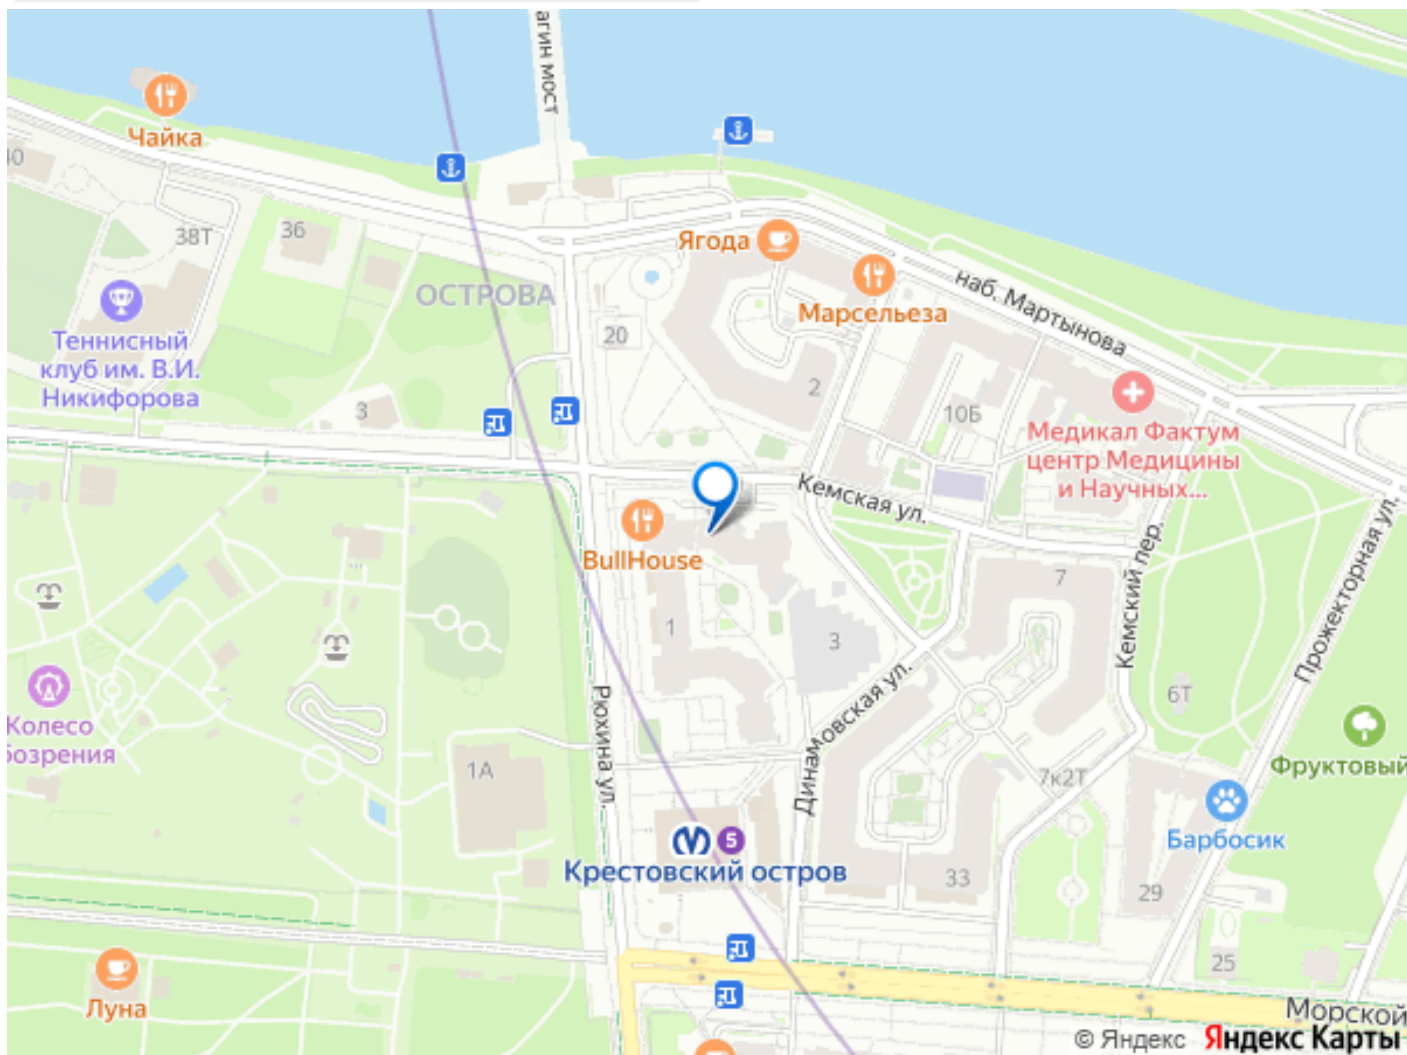 агин мост
Чайка
40
38Т
36
Ягода
ОСТРОВА
наб. Мартынова
Марсельеза
20
Теннисный
клуб им. В.И.
Никифорова
2
3
10Б
Медикал Фактум
центр Медицины
и Научных...
Кемская ул.
BullHouse
Кемский пер.
Прожекторная ул.
7
1
3
6Т
Колесо
бозрения
Рюхина ул.
Динамовская ул.
1А
7к2Т
Фруктовый
Барбосик
5
Крестовский остров
33
29
25
Луна
Морской
© Яндекс Яндекс Карты